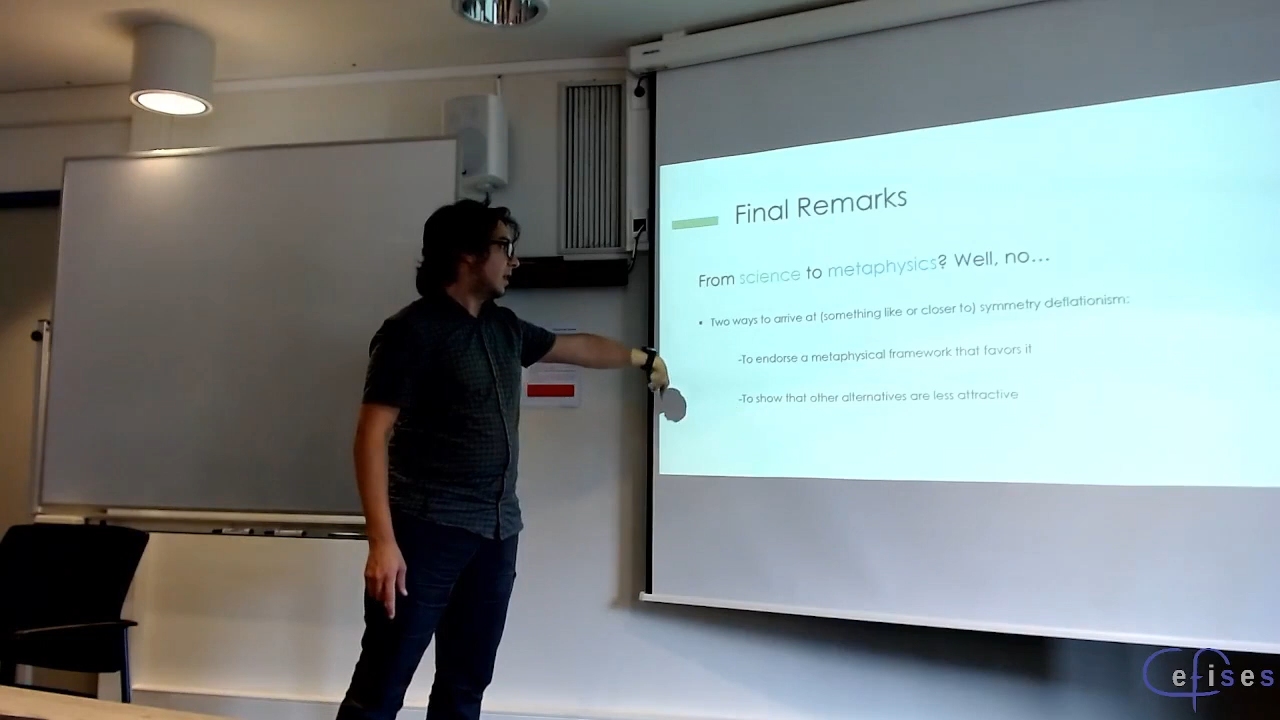 Final Remarks
From science to metaphysics? Well, no...
• Two ways to arrive at (something like or closer to) symmetry deflationism:
-To endorse a metaphysical framework that favors it
-To show that other alternatives are less attractive
Cefises